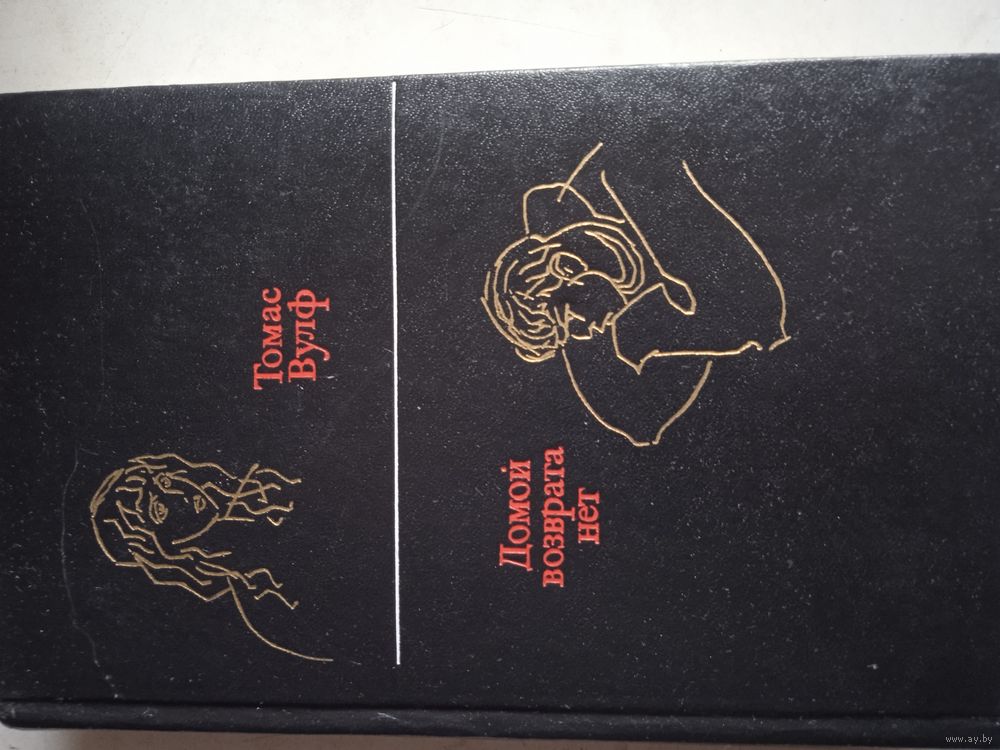 Томас
Вулф
Домой
возврата
нет
www.ay.by